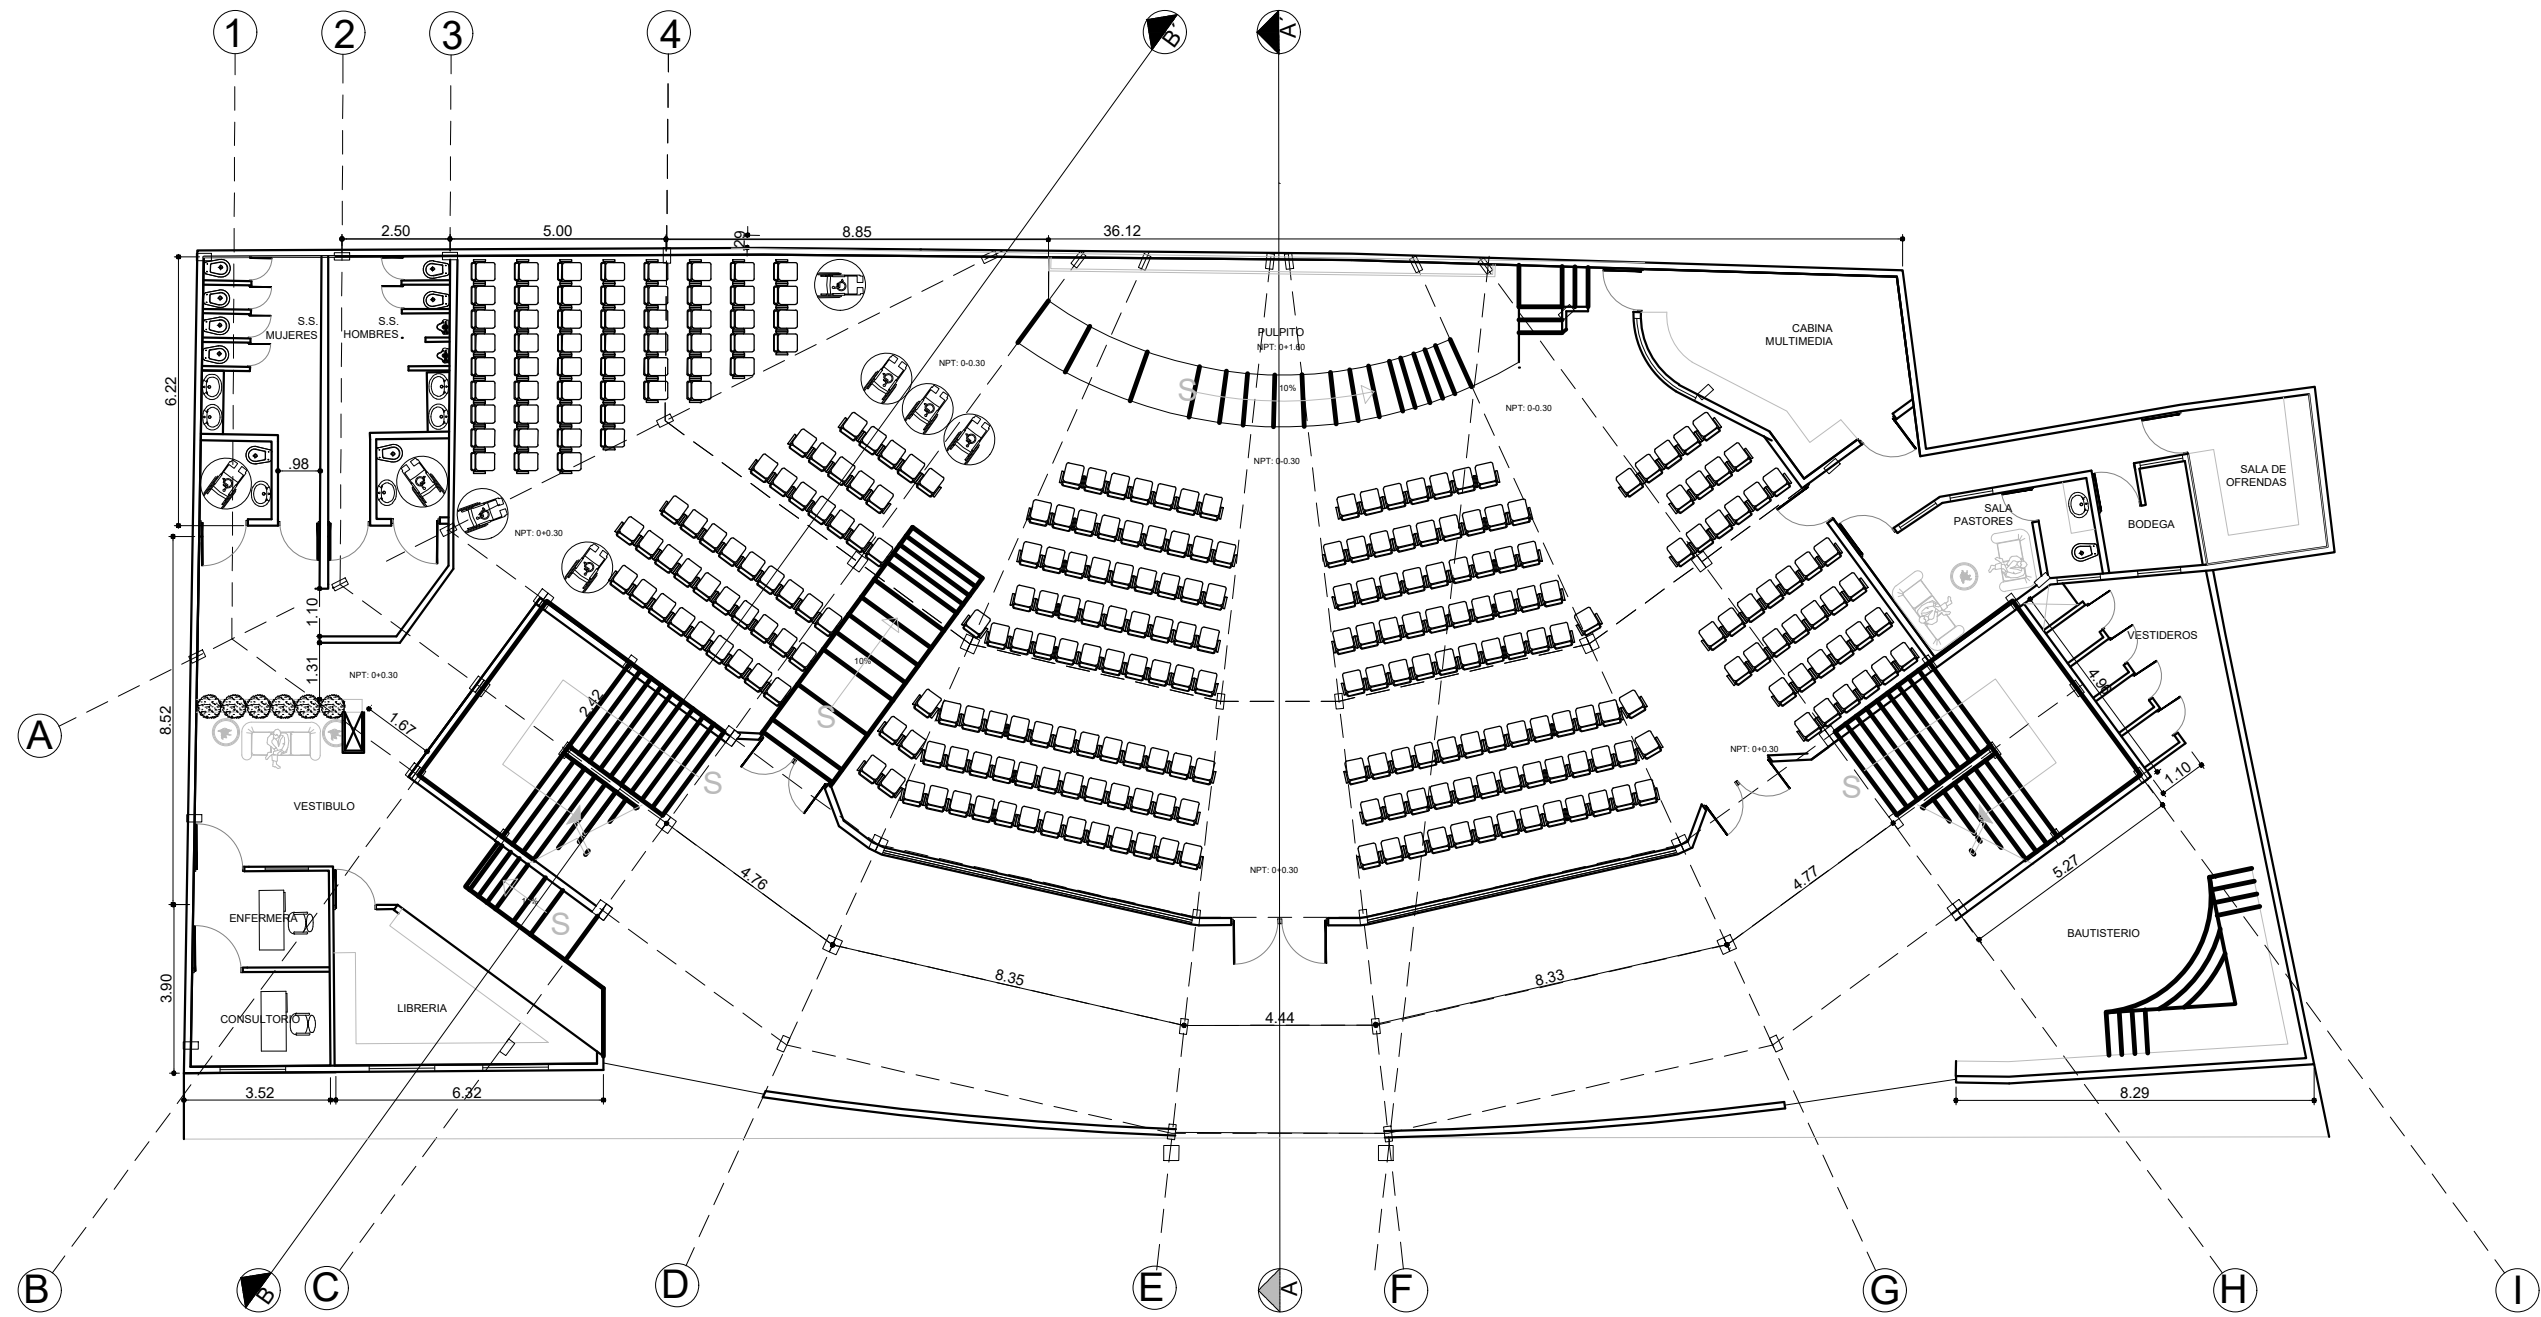 1
2
3
4
B'
A'
2.50
5.00
.29
8.85
36.12
S.S.
MUJERES
S.S.
HOMBRES
PULPITO
NPT: 0+1.60
CABINA
MULTIMEDIA
NPT: 0-0.30
S
10%
6.22
NPT: 0-0.30
NPT: 0-0.30
.98
SALA DE
OFRENDAS
SALA
PASTORES
BODEGA
NPT: 0+0.30
1.10
VESTIDEROS
1.31
NPT: 0+0.30
10%
4.96
2.42
8.52
1.67
S
A
S
NPT: 0+0.30
S
1.10
VESTIBULO
4.76
NPT: 0+0.30
4.77
5.27
ENFERMERA
10%
S
BAUTISTERIO
3.90
8.35
8.33
CONSULTORIO
LIBRERIA
4.44
3.52
6.32
8.29
B
B
C
D
E
A
F
G
H
I